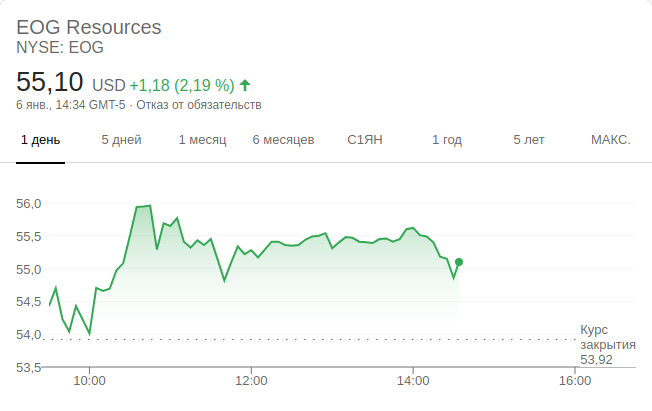 EOG Resources
NYSE: EOG
55,10 USD +1,18 (2,19 %)
6 янв., 14:34 GMT-5 · Отказ от обязательств
1 день 5 дней 1 месяц 6 месяцев С1ЯН 1 год 5 лет МАКС.
56,0
55,5
55,0
54,5
54,0
53,5
Курс
закрытия
53,92
10:00 12:00 14:00 16:00